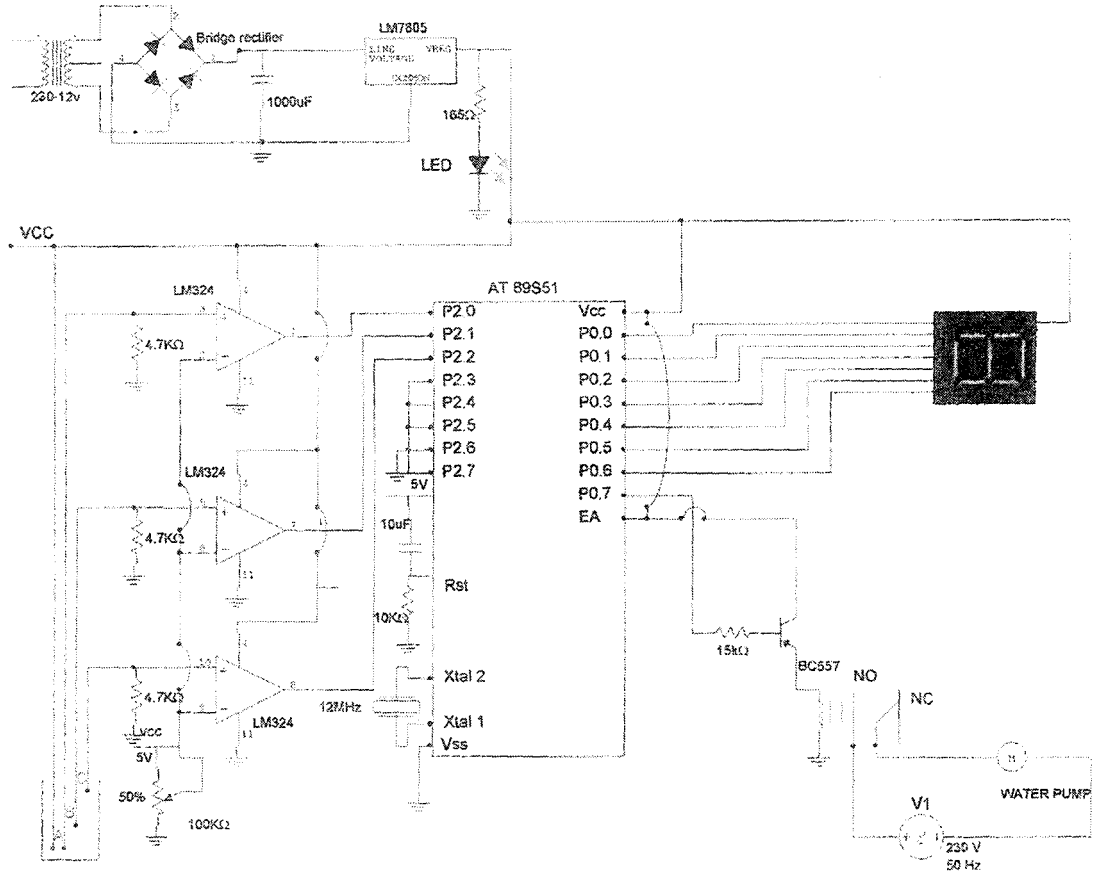 LM7805
Bridge rectifier
LINE VREG
VOLTAGE
COMMON
230-12v
1000uF
165Ω
LED
VCC
AT 89S51
LM324
4.7KΩ
LM324
4.7KΩ
4.7KΩ
LM324
VCC
5V
50%
100KΩ
P2.0
P2.1
P2.2
P2.3
P2.4
P2.5
P2.6
P2.7
5V
10uF
Rst
10KΩ
Xtal 2
12MHz
Xtal 1
Vss
Vcc
P0.0
P0.1
P0.2
P0.3
P0.4
P0.5
P0.6
P0.7
EA
15kΩ
BC557
NO
NC
M
WATER PUMP
V1
230 V
50 Hz